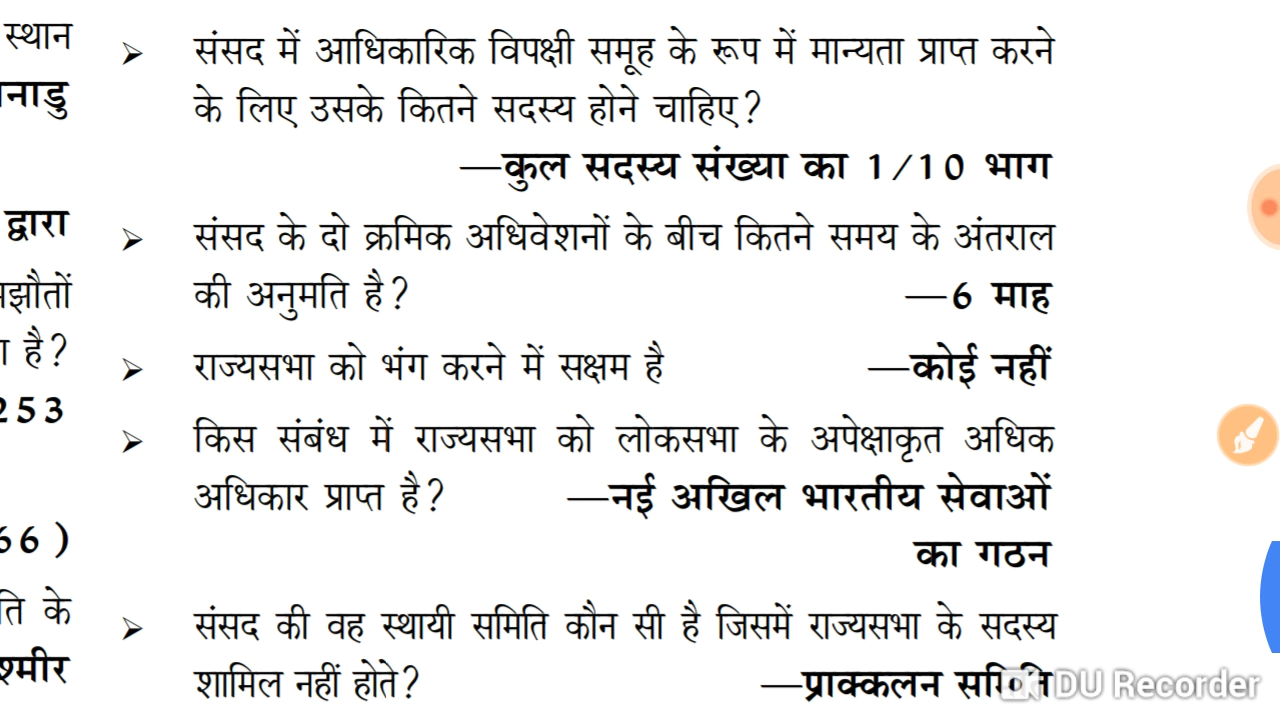 स्थान
नाडु
द्वारा
है?
253
66 )
ति के
संसद में आधिकारिक विपक्षी समूह के रूप में मान्यता प्राप्त करने
के लिए उसके कितने सदस्य होने चाहिए?
—कुल सदस्य संख्या का 1/10 भाग
संसद के दो क्रमिक अधिवेशनों के बीच कितने समय के अंतराल
की अनुमति है? —6 माह
राज्यसभा को भंग करने में सक्षम है —कोई नहीं
किस संबंध में राज्यसभा को लोकसभा के अपेक्षाकृत अधिक
अधिकार प्राप्त है? —नई अखिल भारतीय सेवाओं
का गठन
संसद की वह स्थायी समिति कौन सी है जिसमें राज्यसभा के सदस्य
शामिल नहीं होते? —प्राक्कलन समिति
DU Recorder